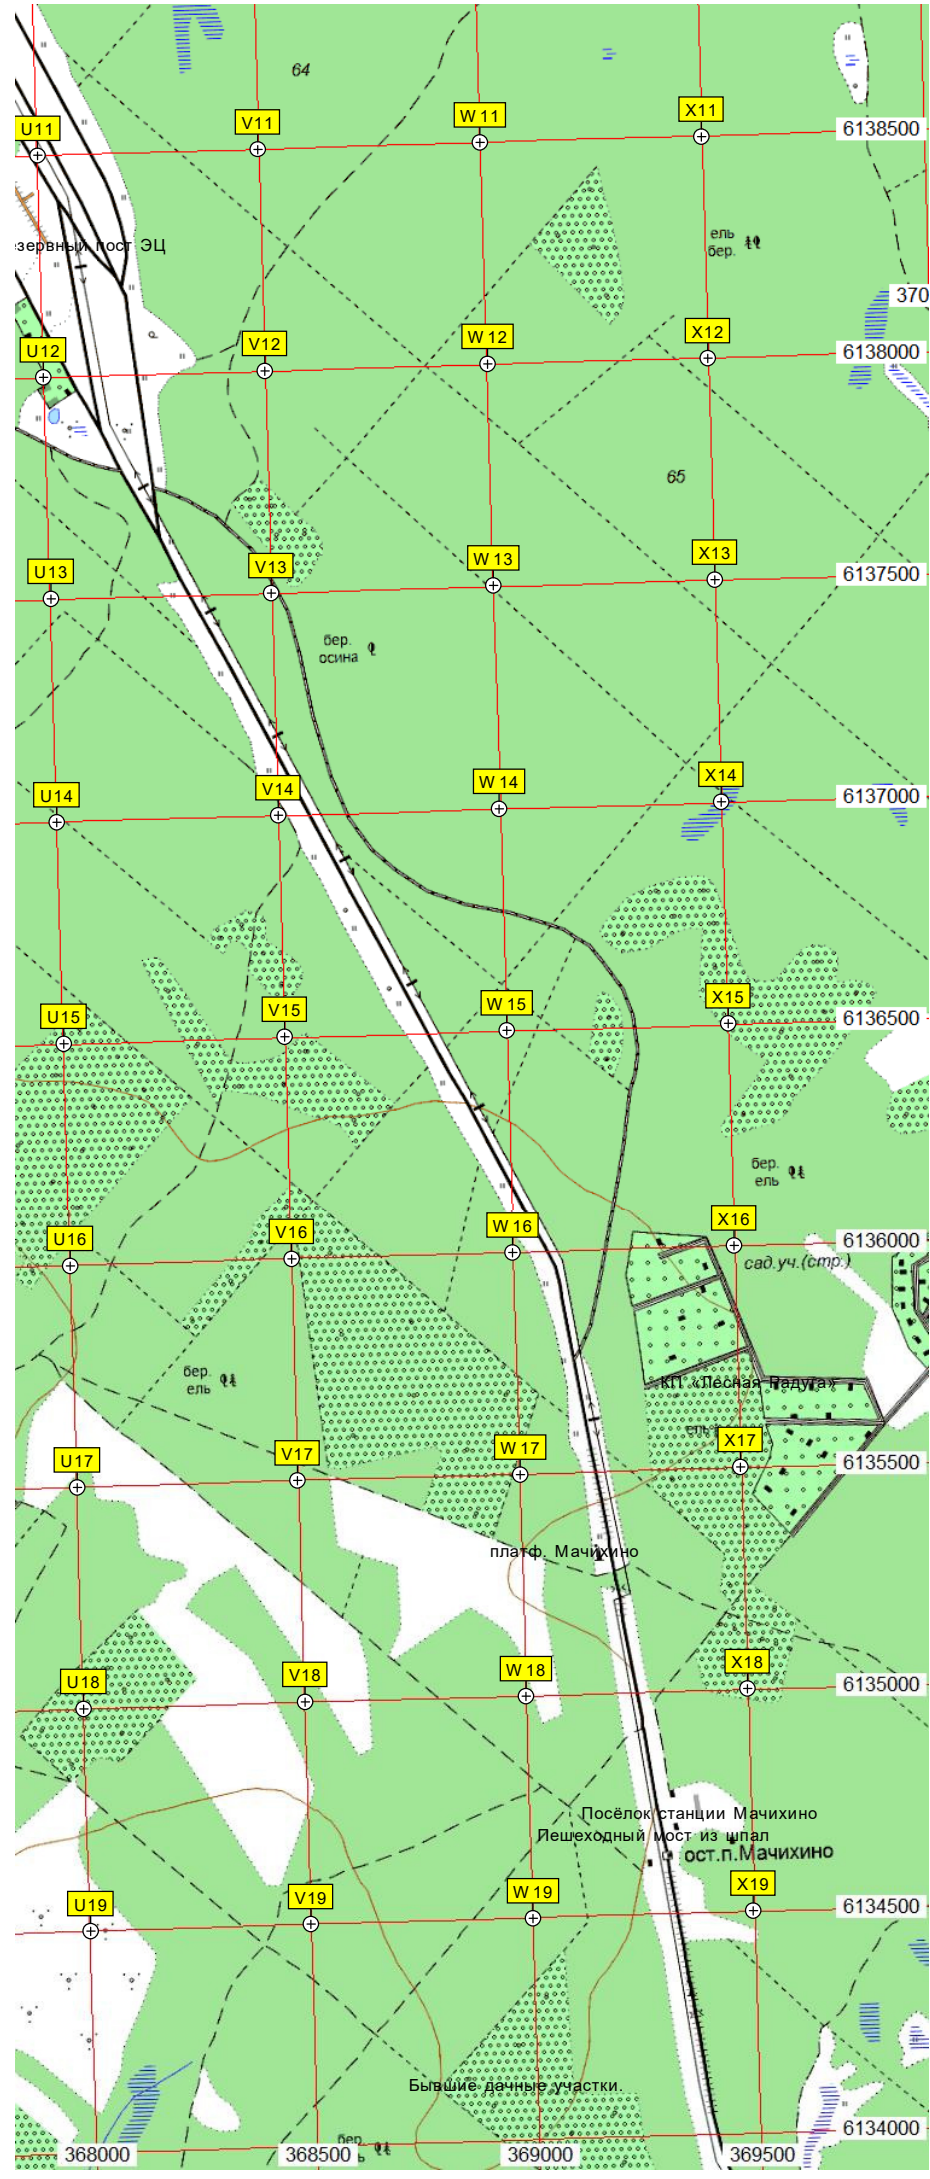 64
U11
V11
W 11
X11
6138500
езервный пост ЭЦ
ель
бер.
370
U12
V12
W 12
X12
6138000
65
U13
V13
W 13
X13
6137500
бер.
осина
U14
V14
W 14
X14
6137000
U15
V15
W 15
X15
6136500
бер.
ель
U16
V16
W 16
X16
6136000
сад.уч.(стр.)
бер.
ель
КП «Лесная Радуга»
ель
U17
V17
W 17
X17
6135500
платф. Мачихино
U18
V18
W 18
X18
6135000
Посёлок станции Мачихино
Пешеходный мост из шпал
ост.п.Мачихино
U19
V19
W 19
X19
6134500
Бывшие дачные участки.
бер.
6134000
368000
368500
369000
369500